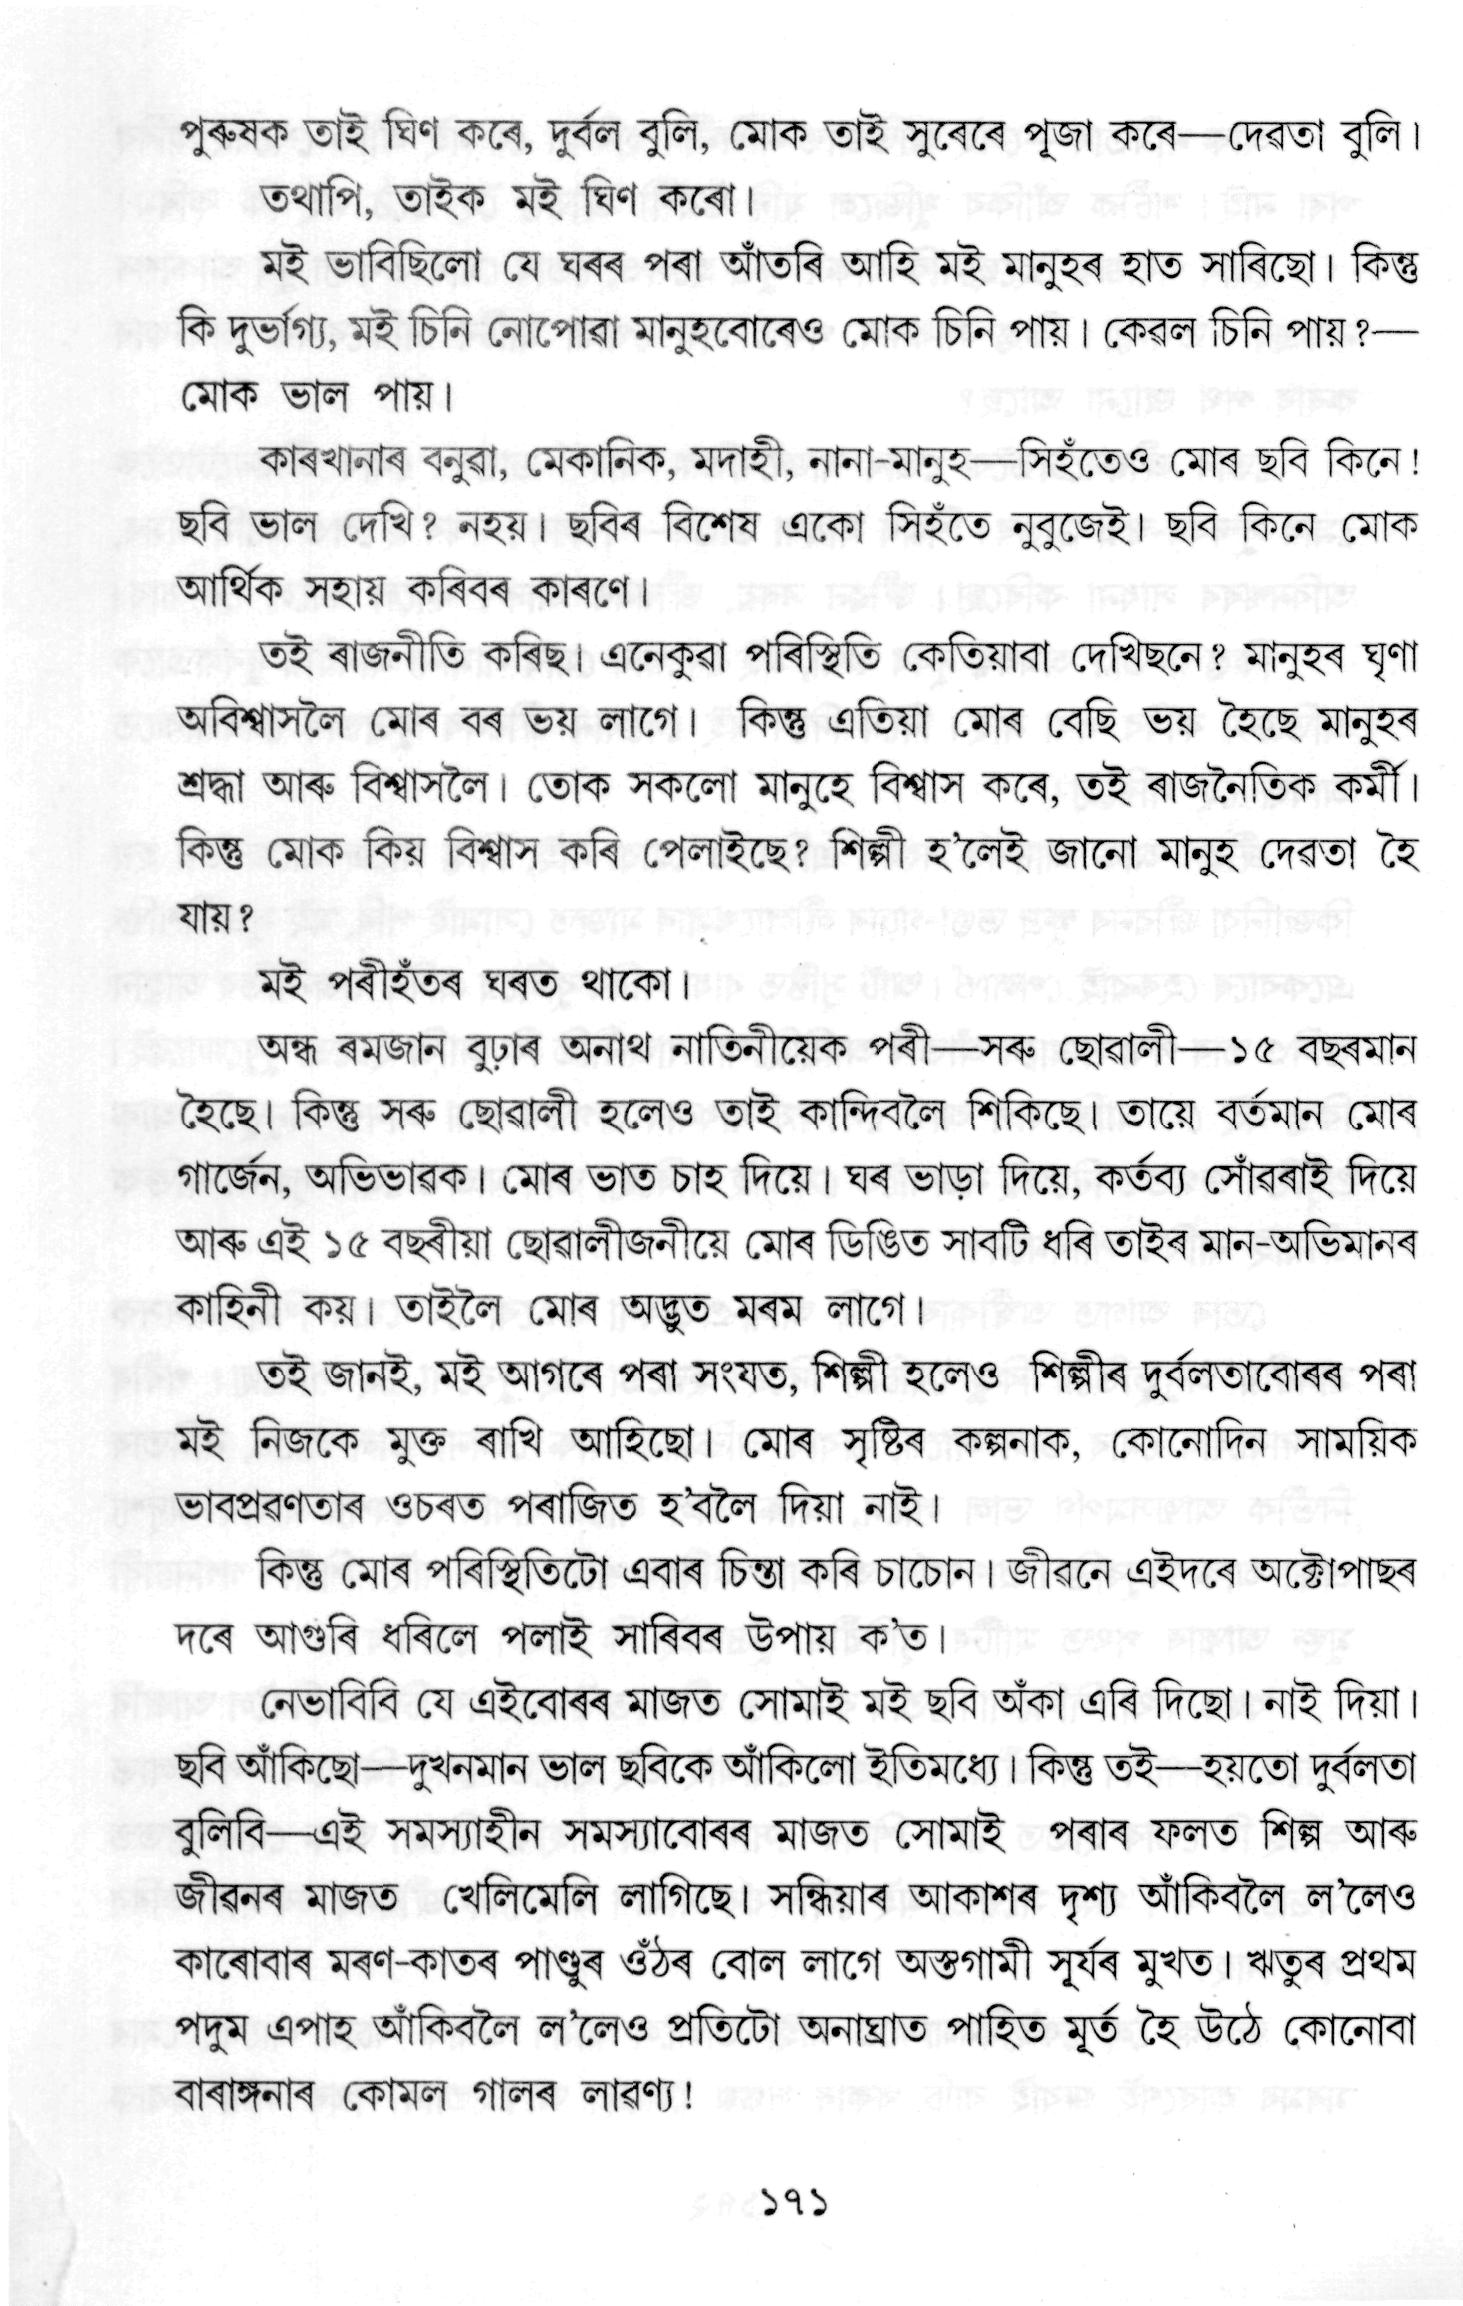 পুৰুষক তাই ঘিণ কৰে, দুৰ্বল বুলি, মোক তাই সুৰেৰে পূজা কৰে—দেৱতা বুলি।
তথাপি, তাইক মই ঘিণ কৰো।
মই ভাবিছিলো যে ঘৰৰ পৰা আঁতৰি আহি মই মানুহৰ হাত সাৰিছো। কিন্তু
কি দুৰ্ভাগ্য, মই চিনি নোপোৱা মানুহবোৰেও মোক চিনি পায়। কেৱল চিনি পায়?—
মোক ভাল পায়।
কাৰখানাৰ বনুৱা, মেকানিক, মদাহী, নানা-মানুহ—সিহঁতেও মোৰ ছবি কিনে!
ছবি ভাল দেখি? নহয়। ছবিৰ বিশেষ একো সিহঁতে নুবুজেই। ছবি কিনে মোক
আৰ্থিক সহায় কৰিবৰ কাৰণে।
তই ৰাজনীতি কৰিছ। এনেকুৱা পৰিস্থিতি কেতিয়াবা দেখিছনে? মানুহৰ ঘৃণা
অবিশ্বাসলৈ মোৰ বৰ ভয় লাগে। কিন্তু এতিয়া মোৰ বেছি ভয় হৈছে মানুহৰ
শ্ৰদ্ধা আৰু বিশ্বাসলৈ। তোক সকলো মানুহে বিশ্বাস কৰে, তই ৰাজনৈতিক কৰ্মী।
কিন্তু মোক কিয় বিশ্বাস কৰি পেলাইছে? শিল্পী হ'লেই জানো মানুহ দেৱতা হৈ
যায়?
মই পৰীহঁতৰ ঘৰত থাকো।
অন্ধ ৰমজান বুঢ়াৰ অনাথ নাতিনীয়েক পৰী—সৰু ছোৱালী—১৫ বছৰমান
হৈছে। কিন্তু সৰু ছোৱালী হলেও তাই কান্দিবলৈ শিকিছে। তায়ে বৰ্তমান মোৰ
গাৰ্জেন, অভিভাৱক। মোৰ ভাত চাহ দিয়ে। ঘৰ ভাড়া দিয়ে, কৰ্তব্য সোঁৱৰাই দিয়ে
আৰু এই ১৫ বছৰীয়া ছোৱালীজনীয়ে মোৰ ডিঙিত সাবটি ধৰি তাইৰ মান-অভিমানৰ
কাহিনী কয়। তাইলৈ মোৰ অদ্ভুত মৰম লাগে।
তই জানই, মই আগৰে পৰা সংযত, শিল্পী হলেও শিল্পীৰ দুৰ্বলতাবোৰৰ পৰা
মই নিজকে মুক্ত ৰাখি আহিছো। মোৰ সৃষ্টিৰ কল্পনাক, কোনোদিন সাময়িক
ভাবপ্ৰৱণতাৰ ওচৰত পৰাজিত হ'বলৈ দিয়া নাই।
কিন্তু মোৰ পৰিস্থিতিটো এবাৰ চিন্তা কৰি চাচোন। জীৱনে এইদৰে অক্টোপাছৰ
দৰে আগুৰি ধৰিলে পলাই সাৰিবৰ উপায় ক'ত।
নেভাবিবি যে এইবোৰৰ মাজত সোমাই মই ছবি অঁকা এৰি দিছো। নাই দিয়া।
ছবি আঁকিছো—দুখনমান ভাল ছবিকে আঁকিলো ইতিমধ্যে। কিন্তু তই—হয়তো দুৰ্বলতা
বুলিবি—এই সমস্যাহীন সমস্যাবোৰৰ মাজত সোমাই পৰাৰ ফলত শিল্প আৰু
জীৱনৰ মাজত খেলিমেলি লাগিছে। সন্ধিয়াৰ আকাশৰ দৃশ্য আঁকিবলৈ ল'লেও
কাৰোবাৰ মৰণ-কাতৰ পাণ্ডুৰ ওঁঠৰ বোল লাগে অস্তগামী সূৰ্যৰ মুখত। ঋতুৰ প্ৰথম
পদুম এপাহ আঁকিবলৈ ল'লেও প্ৰতিটো অনাঘ্ৰাত পাহিত মূৰ্ত হৈ উঠে কোনোবা
বাৰাঙ্গনাৰ কোমল গালৰ লাৱণ্য!
১৭১